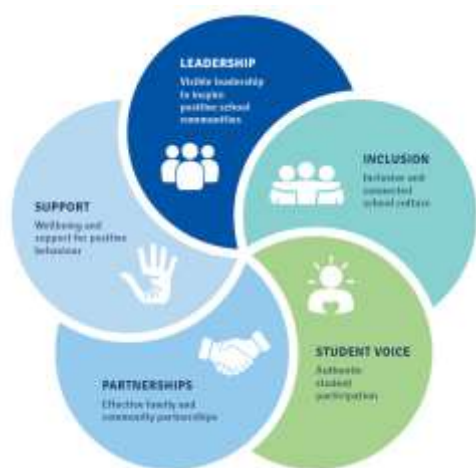 LEADERSHIP
Visible leadership
to inspire
positive school
communities
INCLUSION
Inclusive and
connected
school culture
STUDENT VOICE
Authentic
student
participation
PARTNERSHIPS
Effective family and
community partnerships
SUPPORT
Wellbeing and
support for positive
behaviour